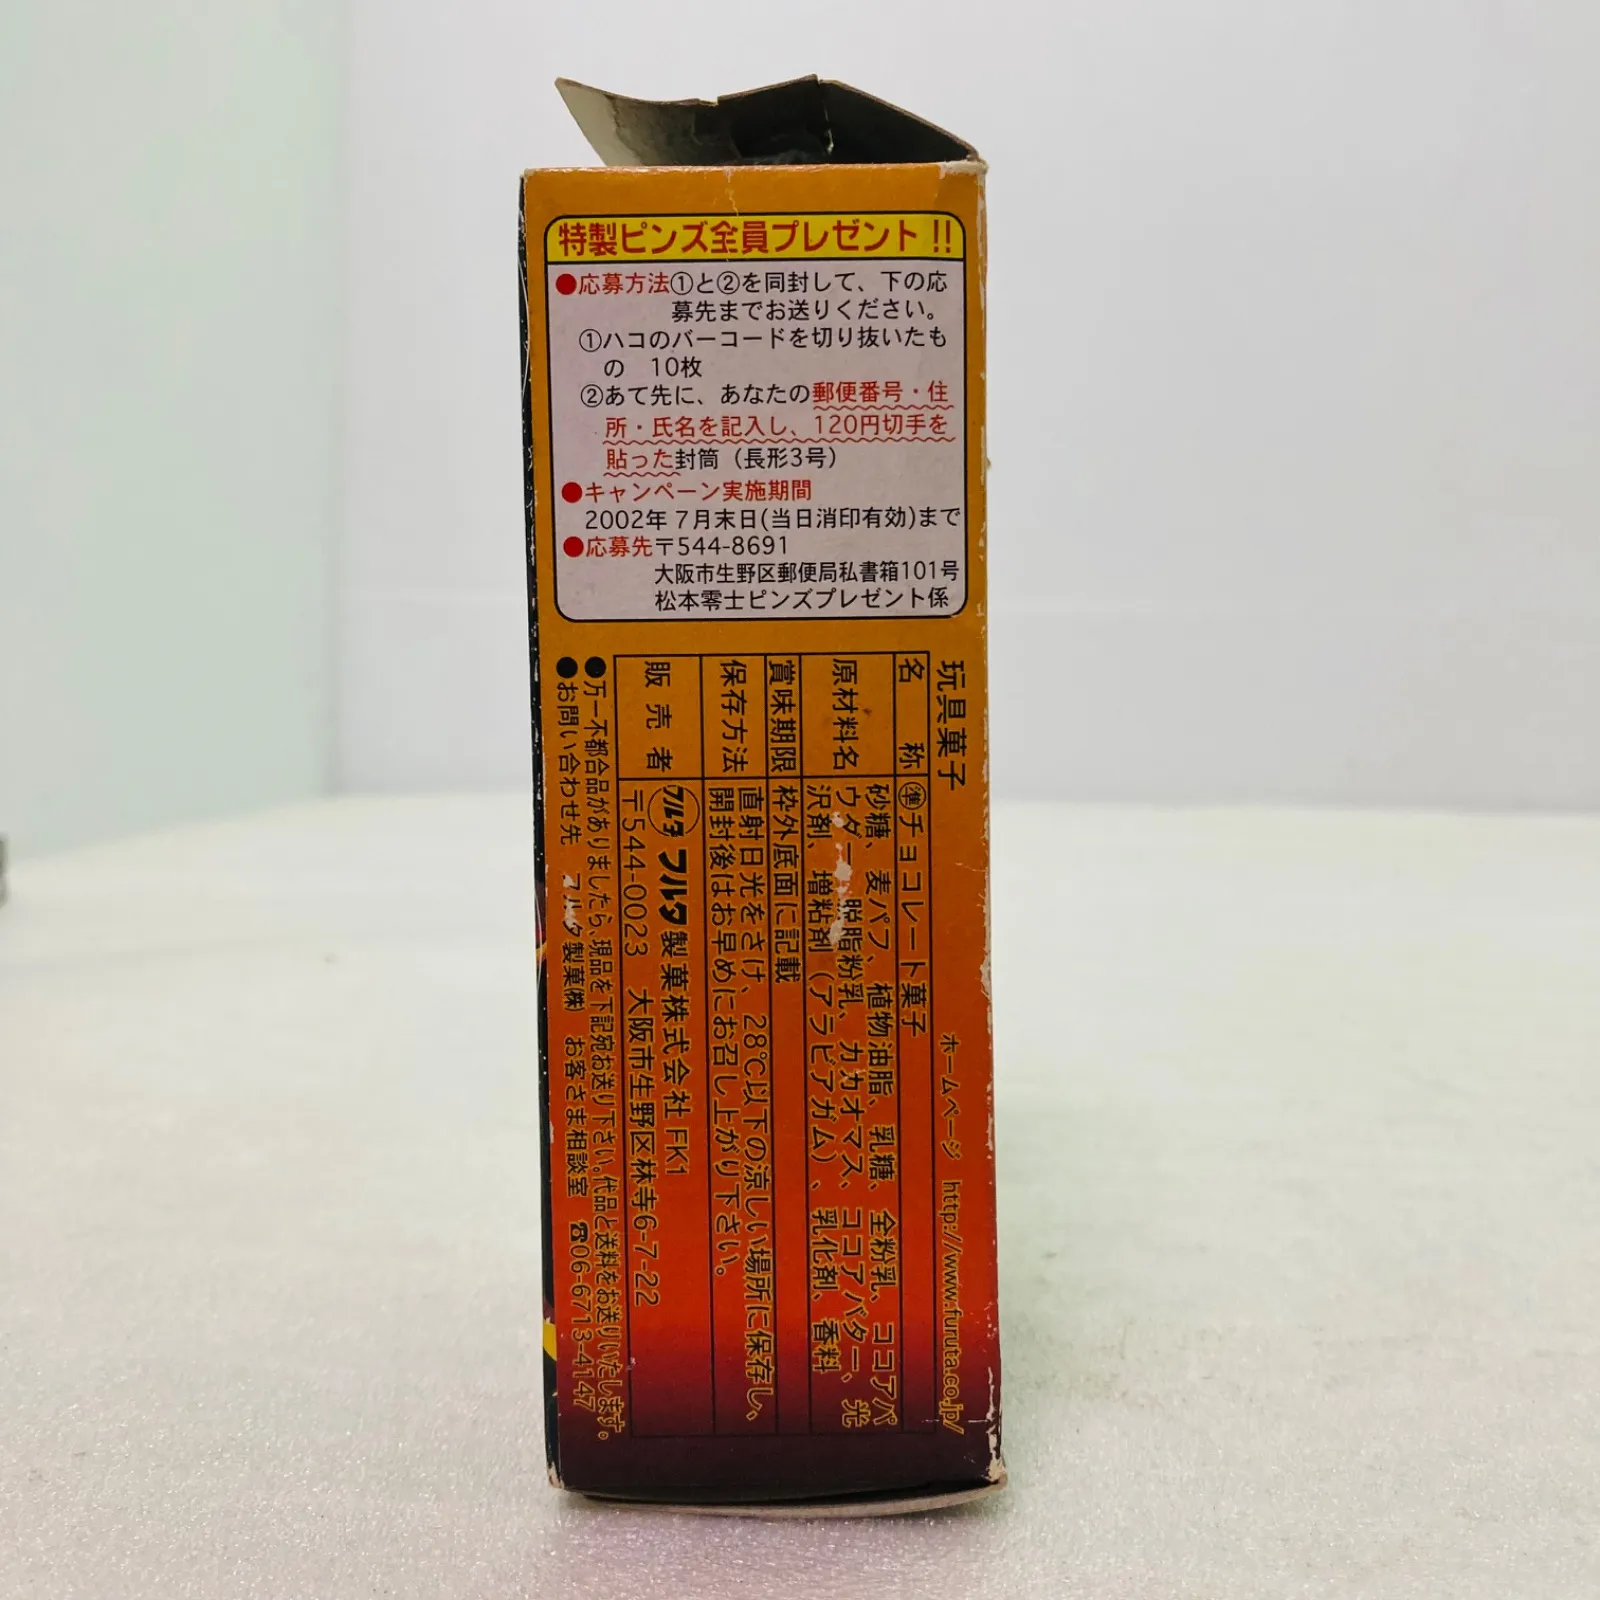 特製ピンズ全員プレゼント!!
●応募方法①と②を同封して、下の応
募先までお送りください。
①ハコのバーコードを切り抜いたも
の 10枚
②あて先に、あなたの郵便番号・住
所・氏名を記入し、120円切手を
貼った封筒（長形3号）
●キャンペーン実施期間
2002年7月末日(当日消印有効)まで
●応募先〒544-8691
大阪市生野区郵便局私書箱101号
松本零士ピンズプレゼント係
玩具菓子 ホームページ http://www.furuta.co.jp/
名称 準チョコレート菓子
原材料名 砂糖、麦パフ、植物油脂、乳糖、全粉乳、ココアパ
ウダー、脱脂粉乳、カカオマス、ココアバター、光
沢剤、増粘剤（アラビアガム）、乳化剤、香料
賞味期限 枠外底面に記載
保存方法 直射日光をさけ、28℃以下の涼しい場所に保存し、
開封後はお早めにお召し上がり下さい。
販売者 フルタ フルタ製菓株式会社 FK1
〒544-0023 大阪市生野区林寺6-7-22
●万一不都合品がありましたら、現品を下記宛お送り下さい。代品と送料をお送りいたします。
●お問い合わせ先 フルタ製菓㈱ お客さま相談室 ☎06-6713-4147